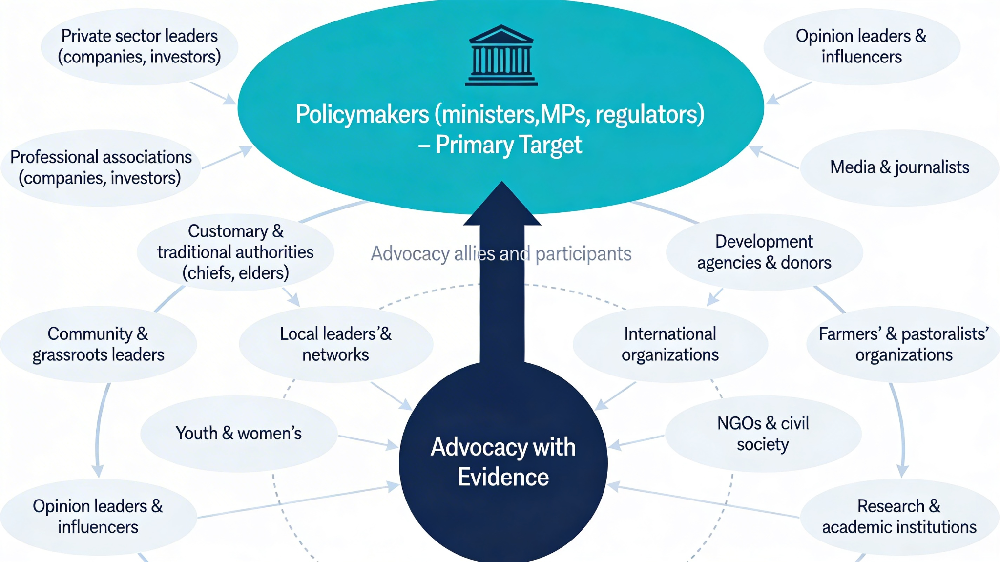 Private sector leaders
(companies, investors)
Opinion leaders &
influencers
Policymakers (ministers,MPs, regulators)
– Primary Target
Professional associations
(companies, investors)
Media & journalists
Customary &
traditional authorities
(chiefs, elders)
Advocacy allies and participants
Development
agencies & donors
Community &
grassroots leaders
Local leaders’&
networks
International
organizations
Farmers’ & pastoralists’
organizations
Youth & women’s
NGOs & civil
society
Advocacy with
Evidence
Opinion leaders &
influencers
Research &
academic institutions